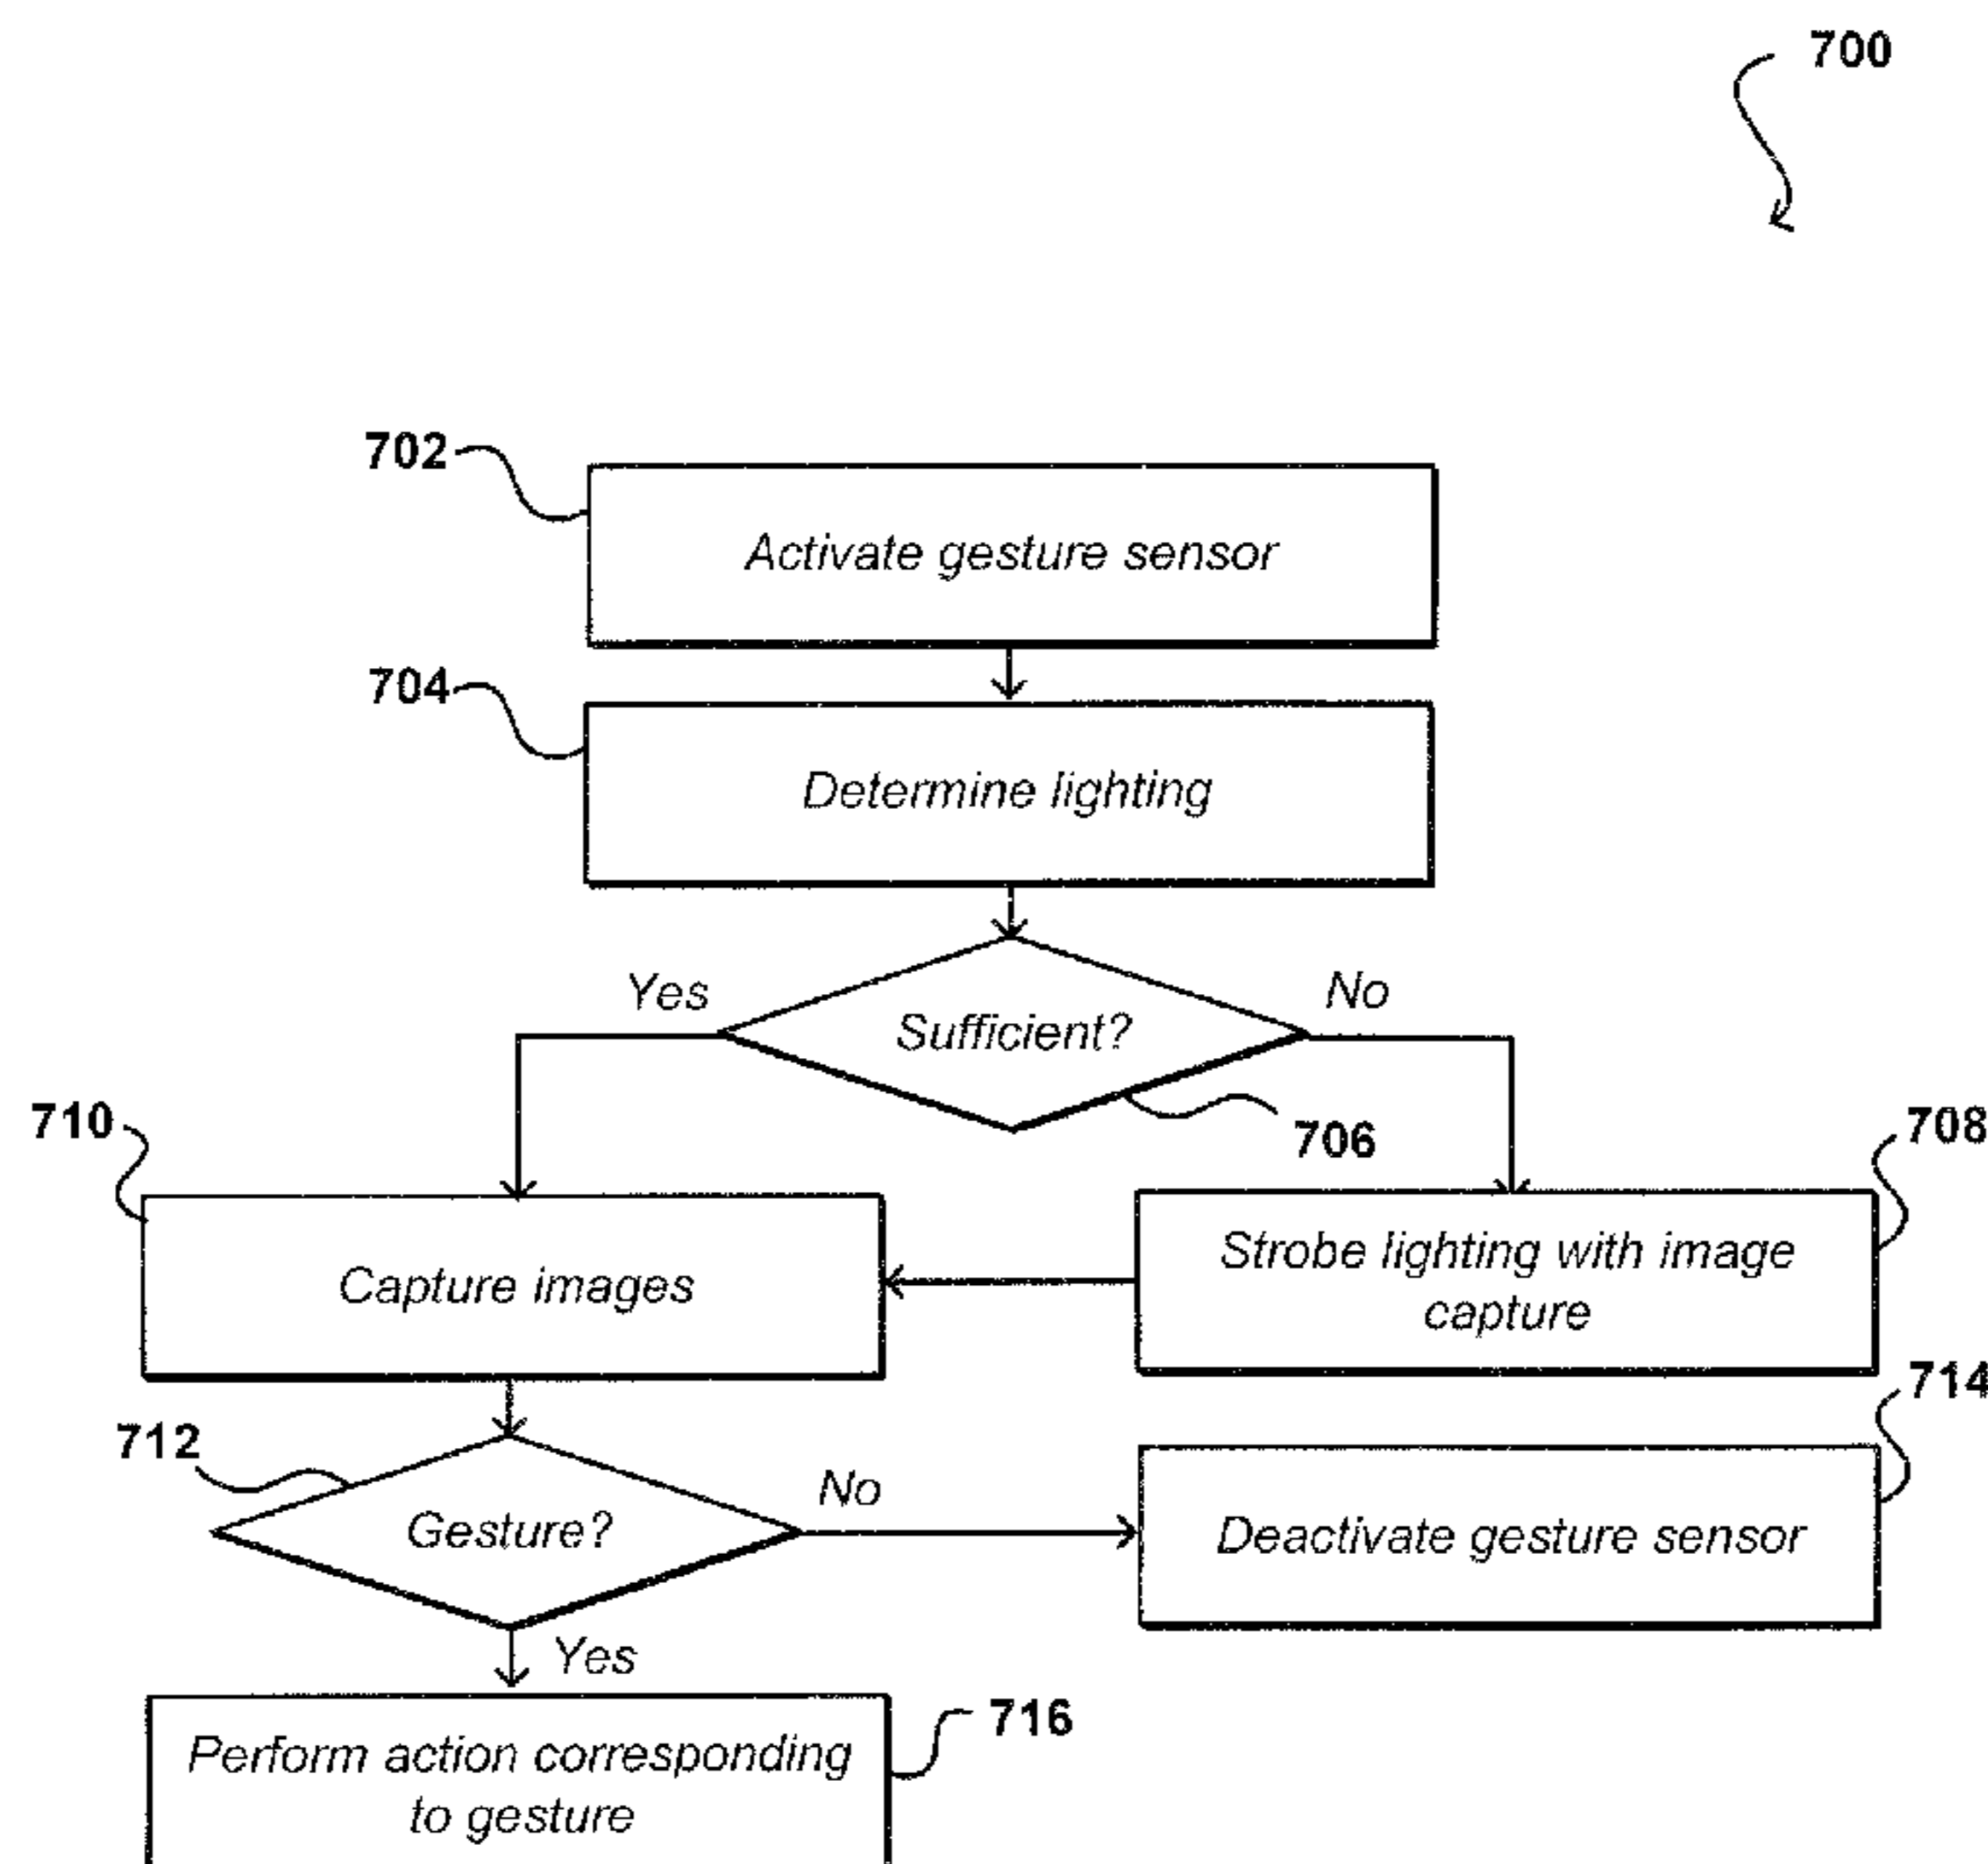 700
702
Activate gesture sensor
704
Determine lighting
Yes
No
Sufficient?
706
710
708
Capture images
Strobe lighting with image
capture
712
714
Gesture?
No
Deactivate gesture sensor
Yes
716
Perform action corresponding
to gesture